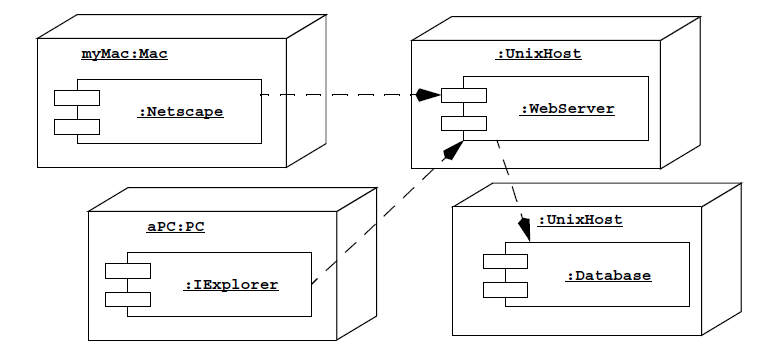 myMac:Mac
:Netscape
:UnixHost
:WebServer
aPC:PC
:IExplorer
:UnixHost
:Database